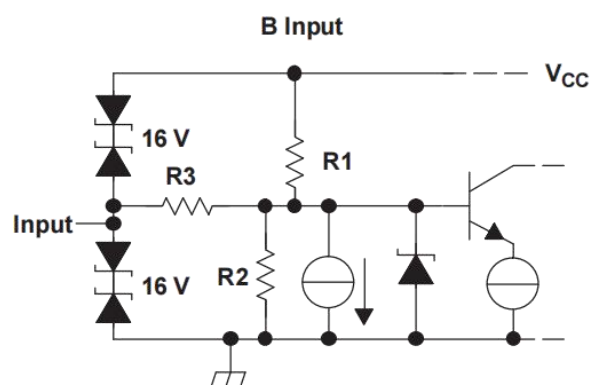 B Input
VCC
16 V
R1
R3
Input
16 V
R2